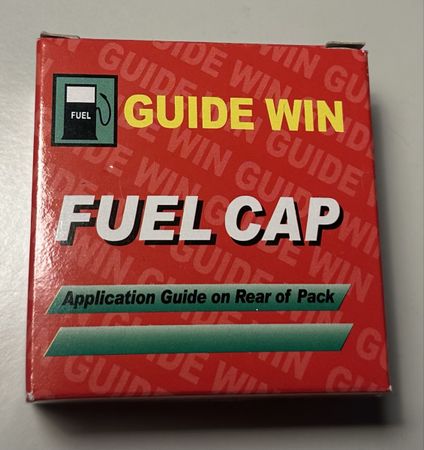 FUEL
GUIDE WIN
FUEL CAP
Application Guide on Rear of Pack